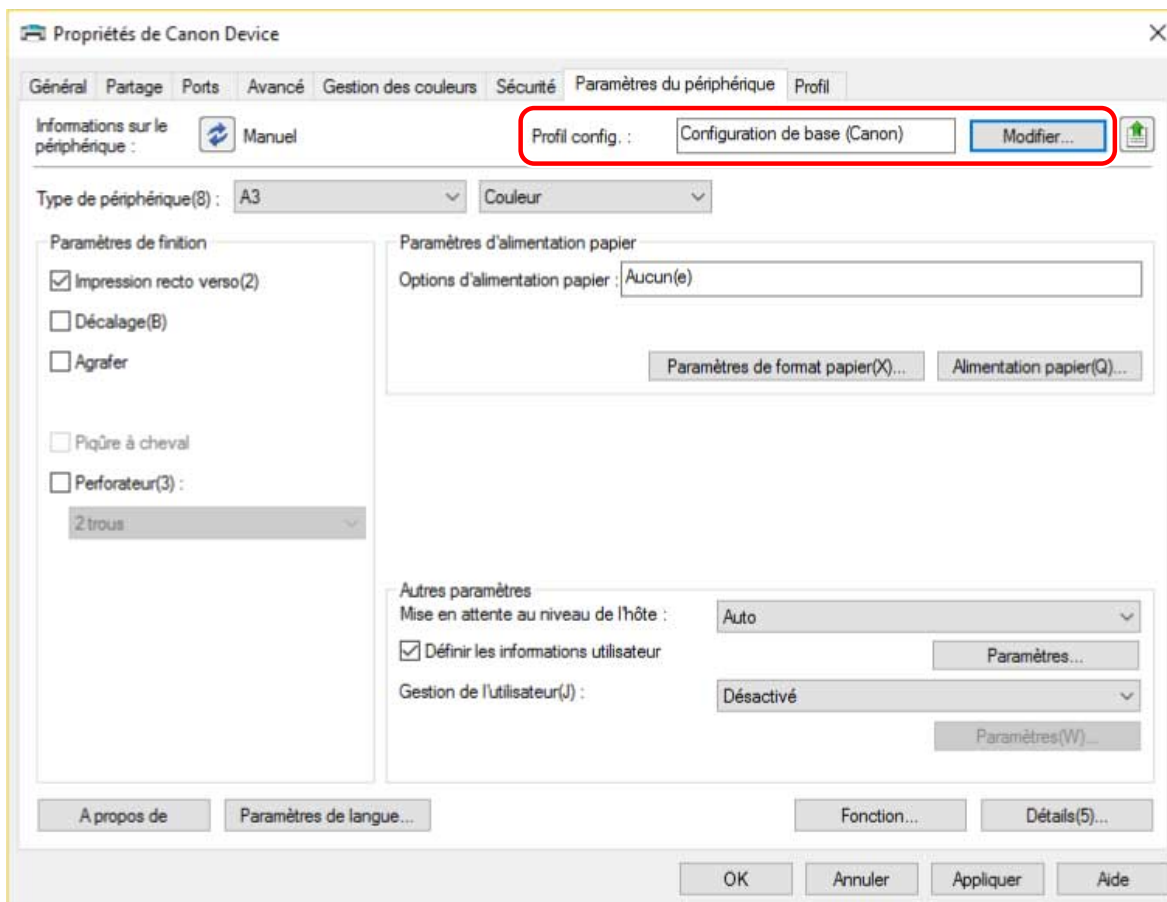 Propriétés de Canon Device
Général Partage Ports Avancé Gestion des couleurs Sécurité Paramètres du périphérique Profil
Informations sur le
périphérique :
Manuel
Profil config. : Configuration de base (Canon) Modifier...
Type de périphérique(8) : A3 Couleur
Paramètres de finition
Impression recto verso(2)
Décalage(B)
Agrafer
Piqûre à cheval
Perforateur(3) :
2 trous
Paramètres d'alimentation papier
Options d'alimentation papier : Aucun(e)
Paramètres de format papier(X)... Alimentation papier(Q)...
Autres paramètres
Mise en attente au niveau de l'hôte : Auto
Définir les informations utilisateur Paramètres...
Gestion de l'utilisateur(J) : Désactivé
Paramètres(W)...
A propos de Paramètres de langue... Fonction... Détails(5)...
OK Annuler Appliquer Aide